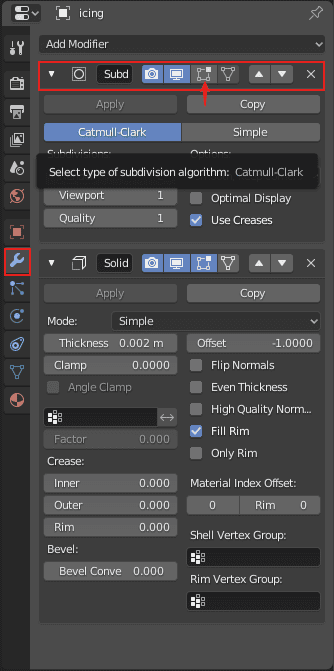 icing
Add Modifier
Subd
Apply Copy
Catmull-Clark Simple
Select type of subdivision algorithm: Catmull-Clark
Viewport 1 Optimal Display
Quality 1 Use Creases
Solid
Apply Copy
Mode: Simple
Thickness 0.002 m Offset -1.0000
Clamp 0.0000 Flip Normals
Angle Clamp Even Thickness
High Quality Norm...
Factor 0.000 Fill Rim
Crease: Only Rim
Inner 0.000 Material Index Offset:
Outer 0.000 0 Rim 0
Rim 0.000 Shell Vertex Group:
Bevel:
Bevel Conve 0.000 Rim Vertex Group: